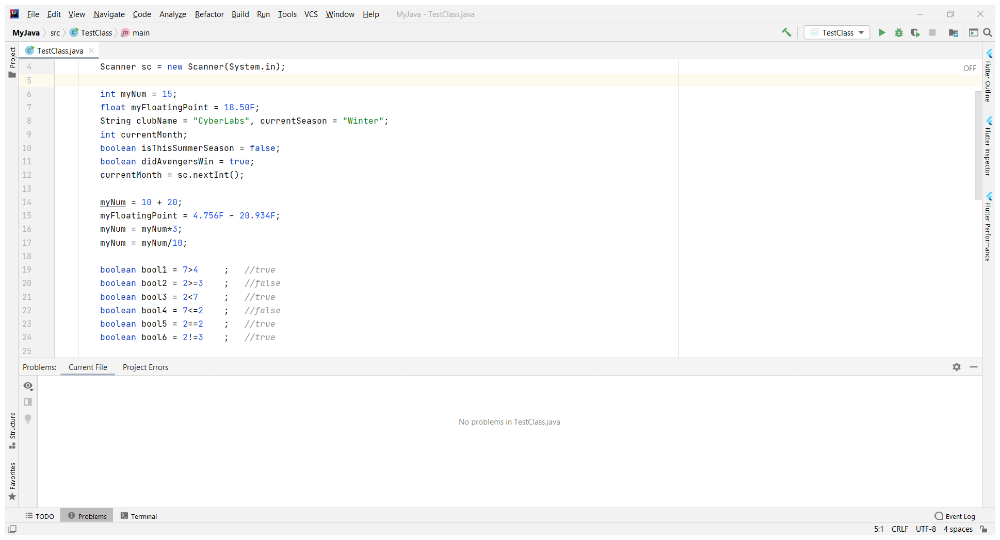 File Edit View Navigate Code Analyze Refactor Build Run Tools VCS Window Help MyJava - TestClass.java
MyJava src C TestClass m main TestClass
Project
C TestClass.java
OFF
4 Scanner sc = new Scanner(System.in);
5
6 int myNum = 15;
7 float myFloatingPoint = 18.50F;
8 String clubName = "CyberLabs", currentSeason = "Winter";
9 int currentMonth;
10 boolean isThisSummerSeason = false;
11 boolean didAvengersWin = true;
12 currentMonth = sc.nextInt();
13
14 myNum = 10 + 20;
15 myFloatingPoint = 4.756F - 20.934F;
16 myNum = myNum*3;
17 myNum = myNum/10;
18
19 boolean bool1 = 7>4     ;   //true
20 boolean bool2 = 2>=3    ;   //false
21 boolean bool3 = 2<7     ;   //true
22 boolean bool4 = 7<=2    ;   //false
23 boolean bool5 = 2==2    ;   //true
24 boolean bool6 = 2!=3    ;   //true
25
Flutter Outline
Flutter Inspector
Flutter Performance
Problems: Current File Project Errors
No problems in TestClass.java
Structure
Favorites
TODO Problems Terminal Event Log
5:1 CRLF UTF-8 4 spaces